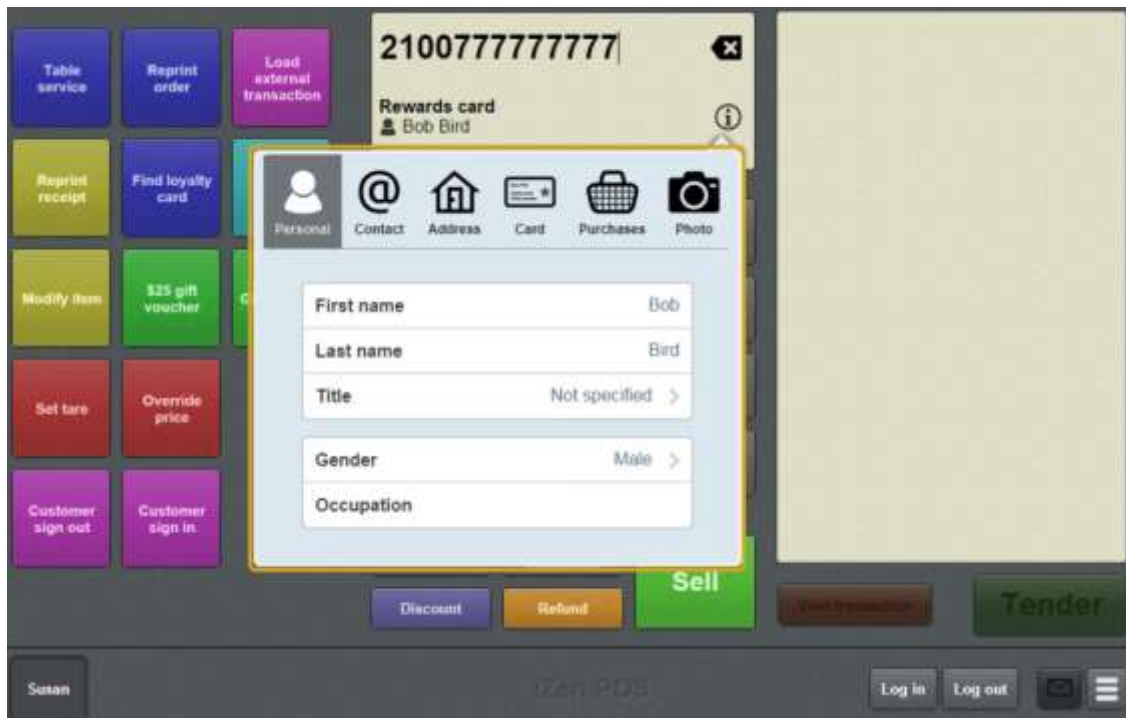 2100777777777
Rewards card
Bob Bird
Table
service
Reprint
order
Load
external
transaction
Reprint
receipt
Find loyalty
card
Modify item
$25 gift
voucher
Set tare
Override
price
Customer
sign out
Customer
sign in
Personal
Contact
Address
Card
Purchases
Photo
First name Bob
Last name Bird
Title Not specified
Gender Male
Occupation
Sell
Discount
Refund
Tender
Susan
iZen POS
Log in
Log out